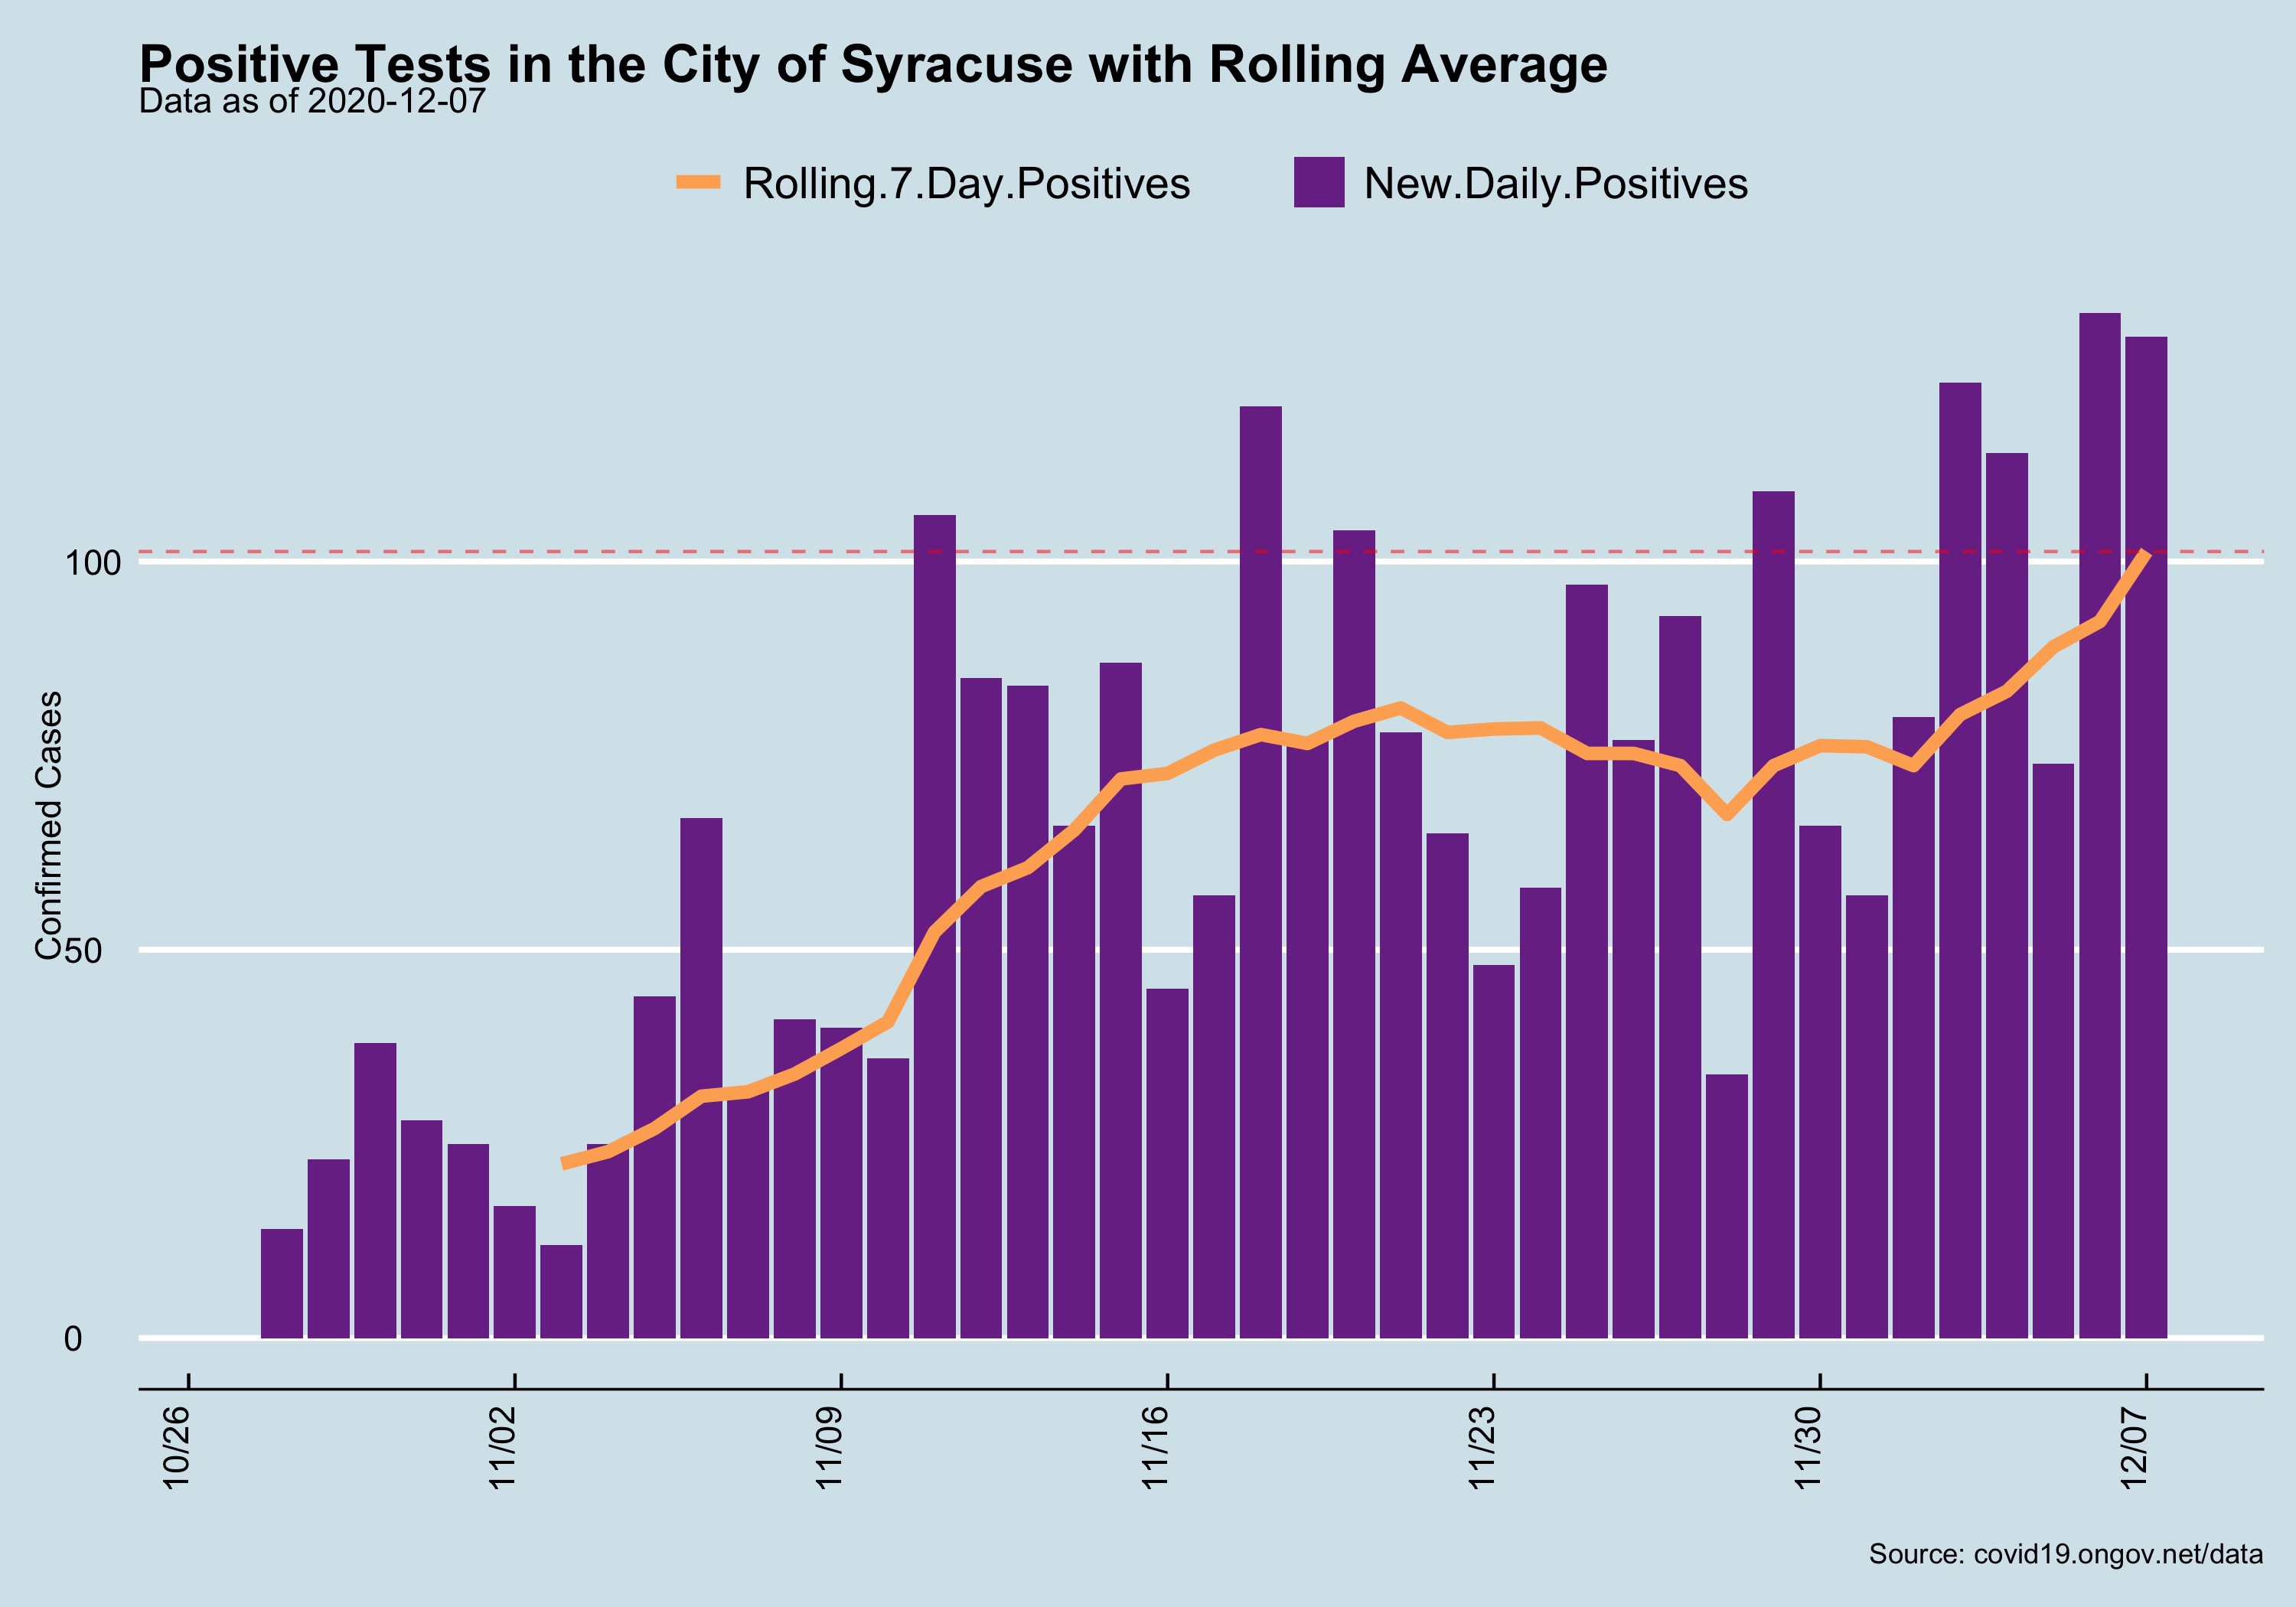 Positive Tests in the City of Syracuse with Rolling Average
Data as of 2020-12-07
Rolling.7.Day.Positives New.Daily.Positives
Confirmed Cases
100
50
0
10/26 11/02 11/09 11/16 11/23 11/30 12/07
Source: covid19.ongov.net/data